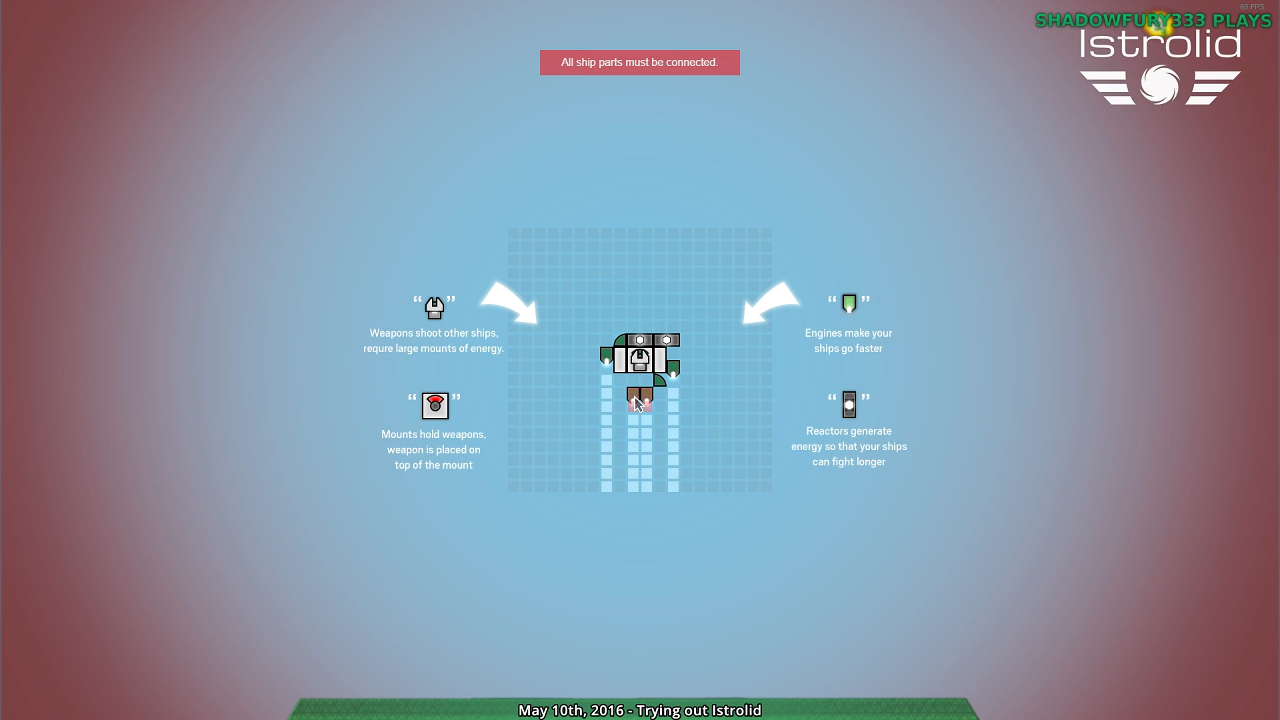 60 FPS
SHADOWFURY333 PLAYS
Istrolid
All ship parts must be connected.
“ ”
Weapons shoot other ships,
requre large mounts of energy.
“ ”
Engines make your
ships go faster
“ ”
Mounts hold weapons,
weapon is placed on
top of the mount
“ ”
Reactors generate
energy so that your ships
can fight longer
May 10th, 2016 - Trying out Istrolid